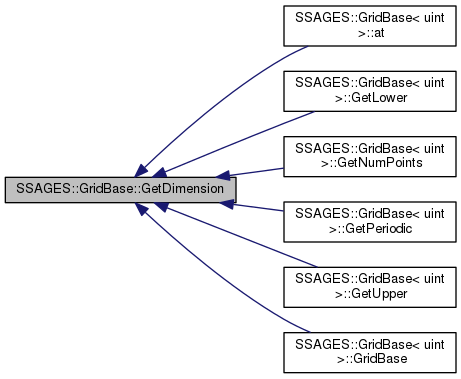 SSAGES::GridBase< uint
>::at
SSAGES::GridBase< uint
>::GetLower
SSAGES::GridBase< uint
>::GetNumPoints
SSAGES::GridBase::GetDimension
SSAGES::GridBase< uint
>::GetPeriodic
SSAGES::GridBase< uint
>::GetUpper
SSAGES::GridBase< uint
>::GridBase